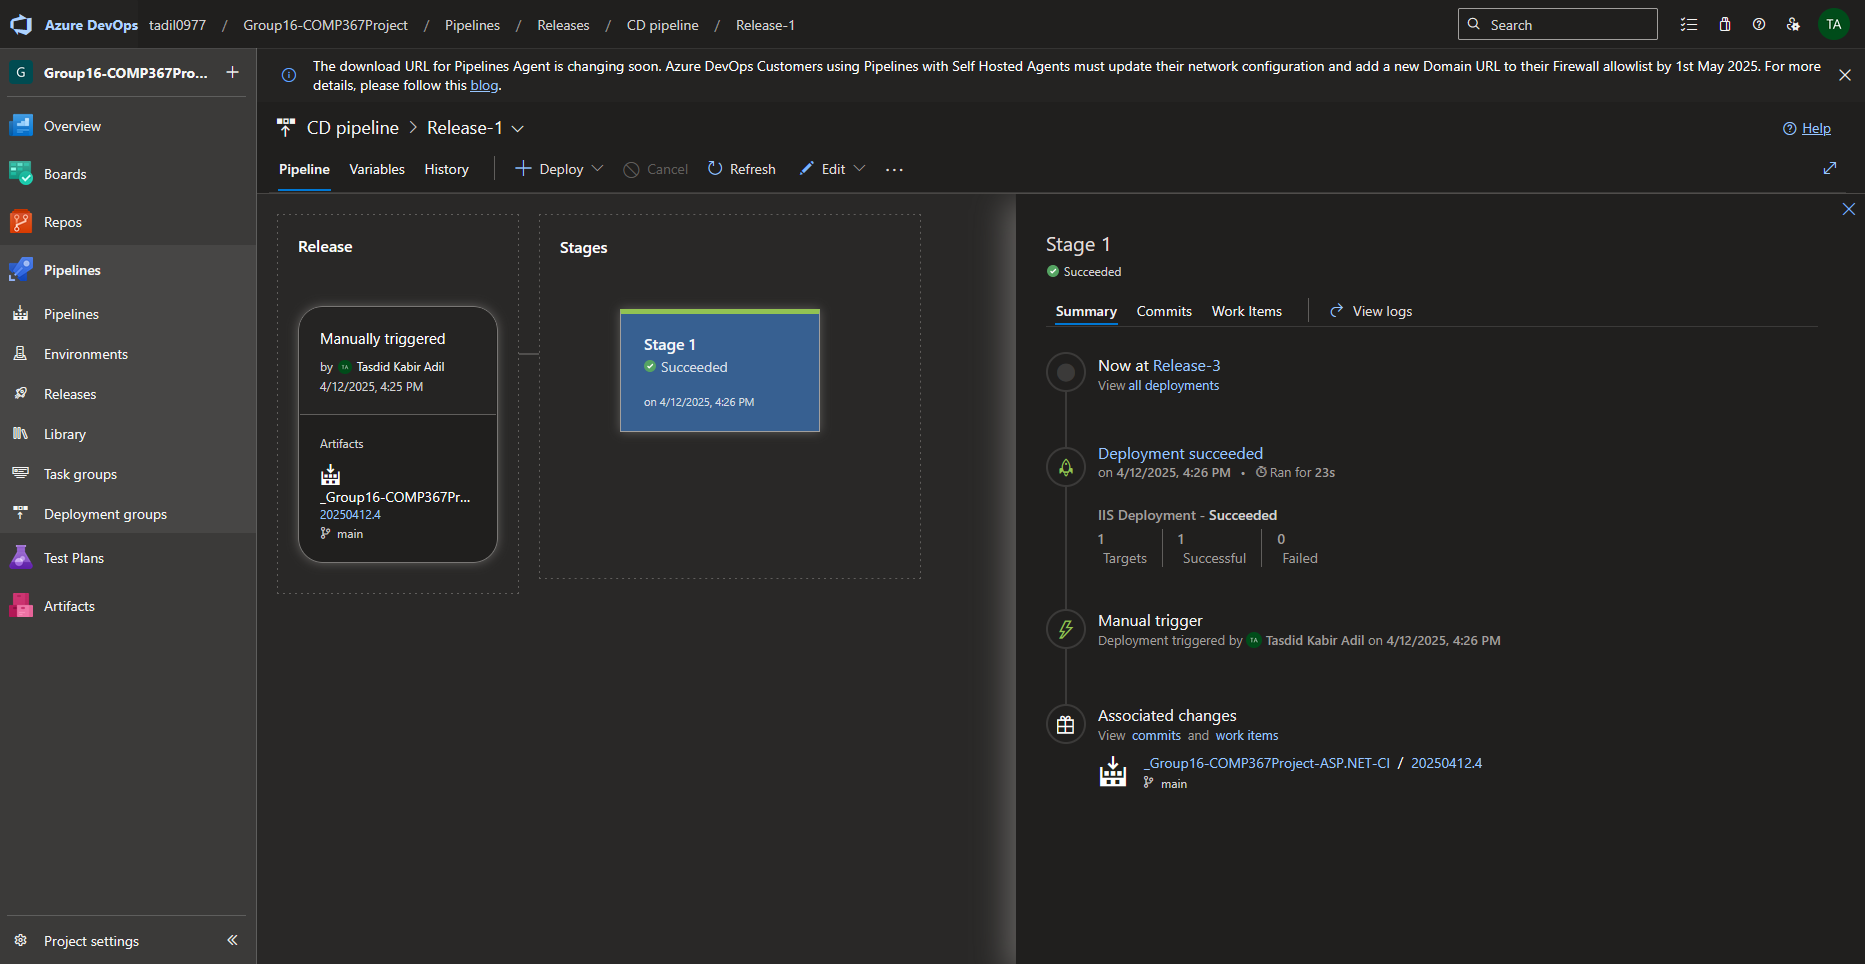 Azure DevOps tadil0977 / Group16-COMP367Project / Pipelines / Releases / CD pipeline / Release-1
Search
TA
G Group16-COMP367Pro...
Overview
Boards
Repos
Pipelines
Pipelines
Environments
Releases
Library
Task groups
Deployment groups
Test Plans
Artifacts
Project settings
The download URL for Pipelines Agent is changing soon. Azure DevOps Customers using Pipelines with Self Hosted Agents must update their network configuration and add a new Domain URL to their Firewall allowlist by 1st May 2025. For more
details, please follow this blog.
CD pipeline > Release-1
Help
Pipeline Variables History Deploy Cancel Refresh Edit ...
Release
Manually triggered
by TA Tasdid Kabir Adil
4/12/2025, 4:25 PM
Artifacts
_Group16-COMP367Pr...
20250412.4
main
Stages
Stage 1
Succeeded
on 4/12/2025, 4:26 PM
Stage 1
Succeeded
Summary Commits Work Items View logs
Now at Release-3
View all deployments
Deployment succeeded
on 4/12/2025, 4:26 PM • Ran for 23s
IIS Deployment - Succeeded
1 1 0
Targets Successful Failed
Manual trigger
Deployment triggered by TA Tasdid Kabir Adil on 4/12/2025, 4:26 PM
Associated changes
View commits and work items
_Group16-COMP367Project-ASP.NET-CI / 20250412.4
main